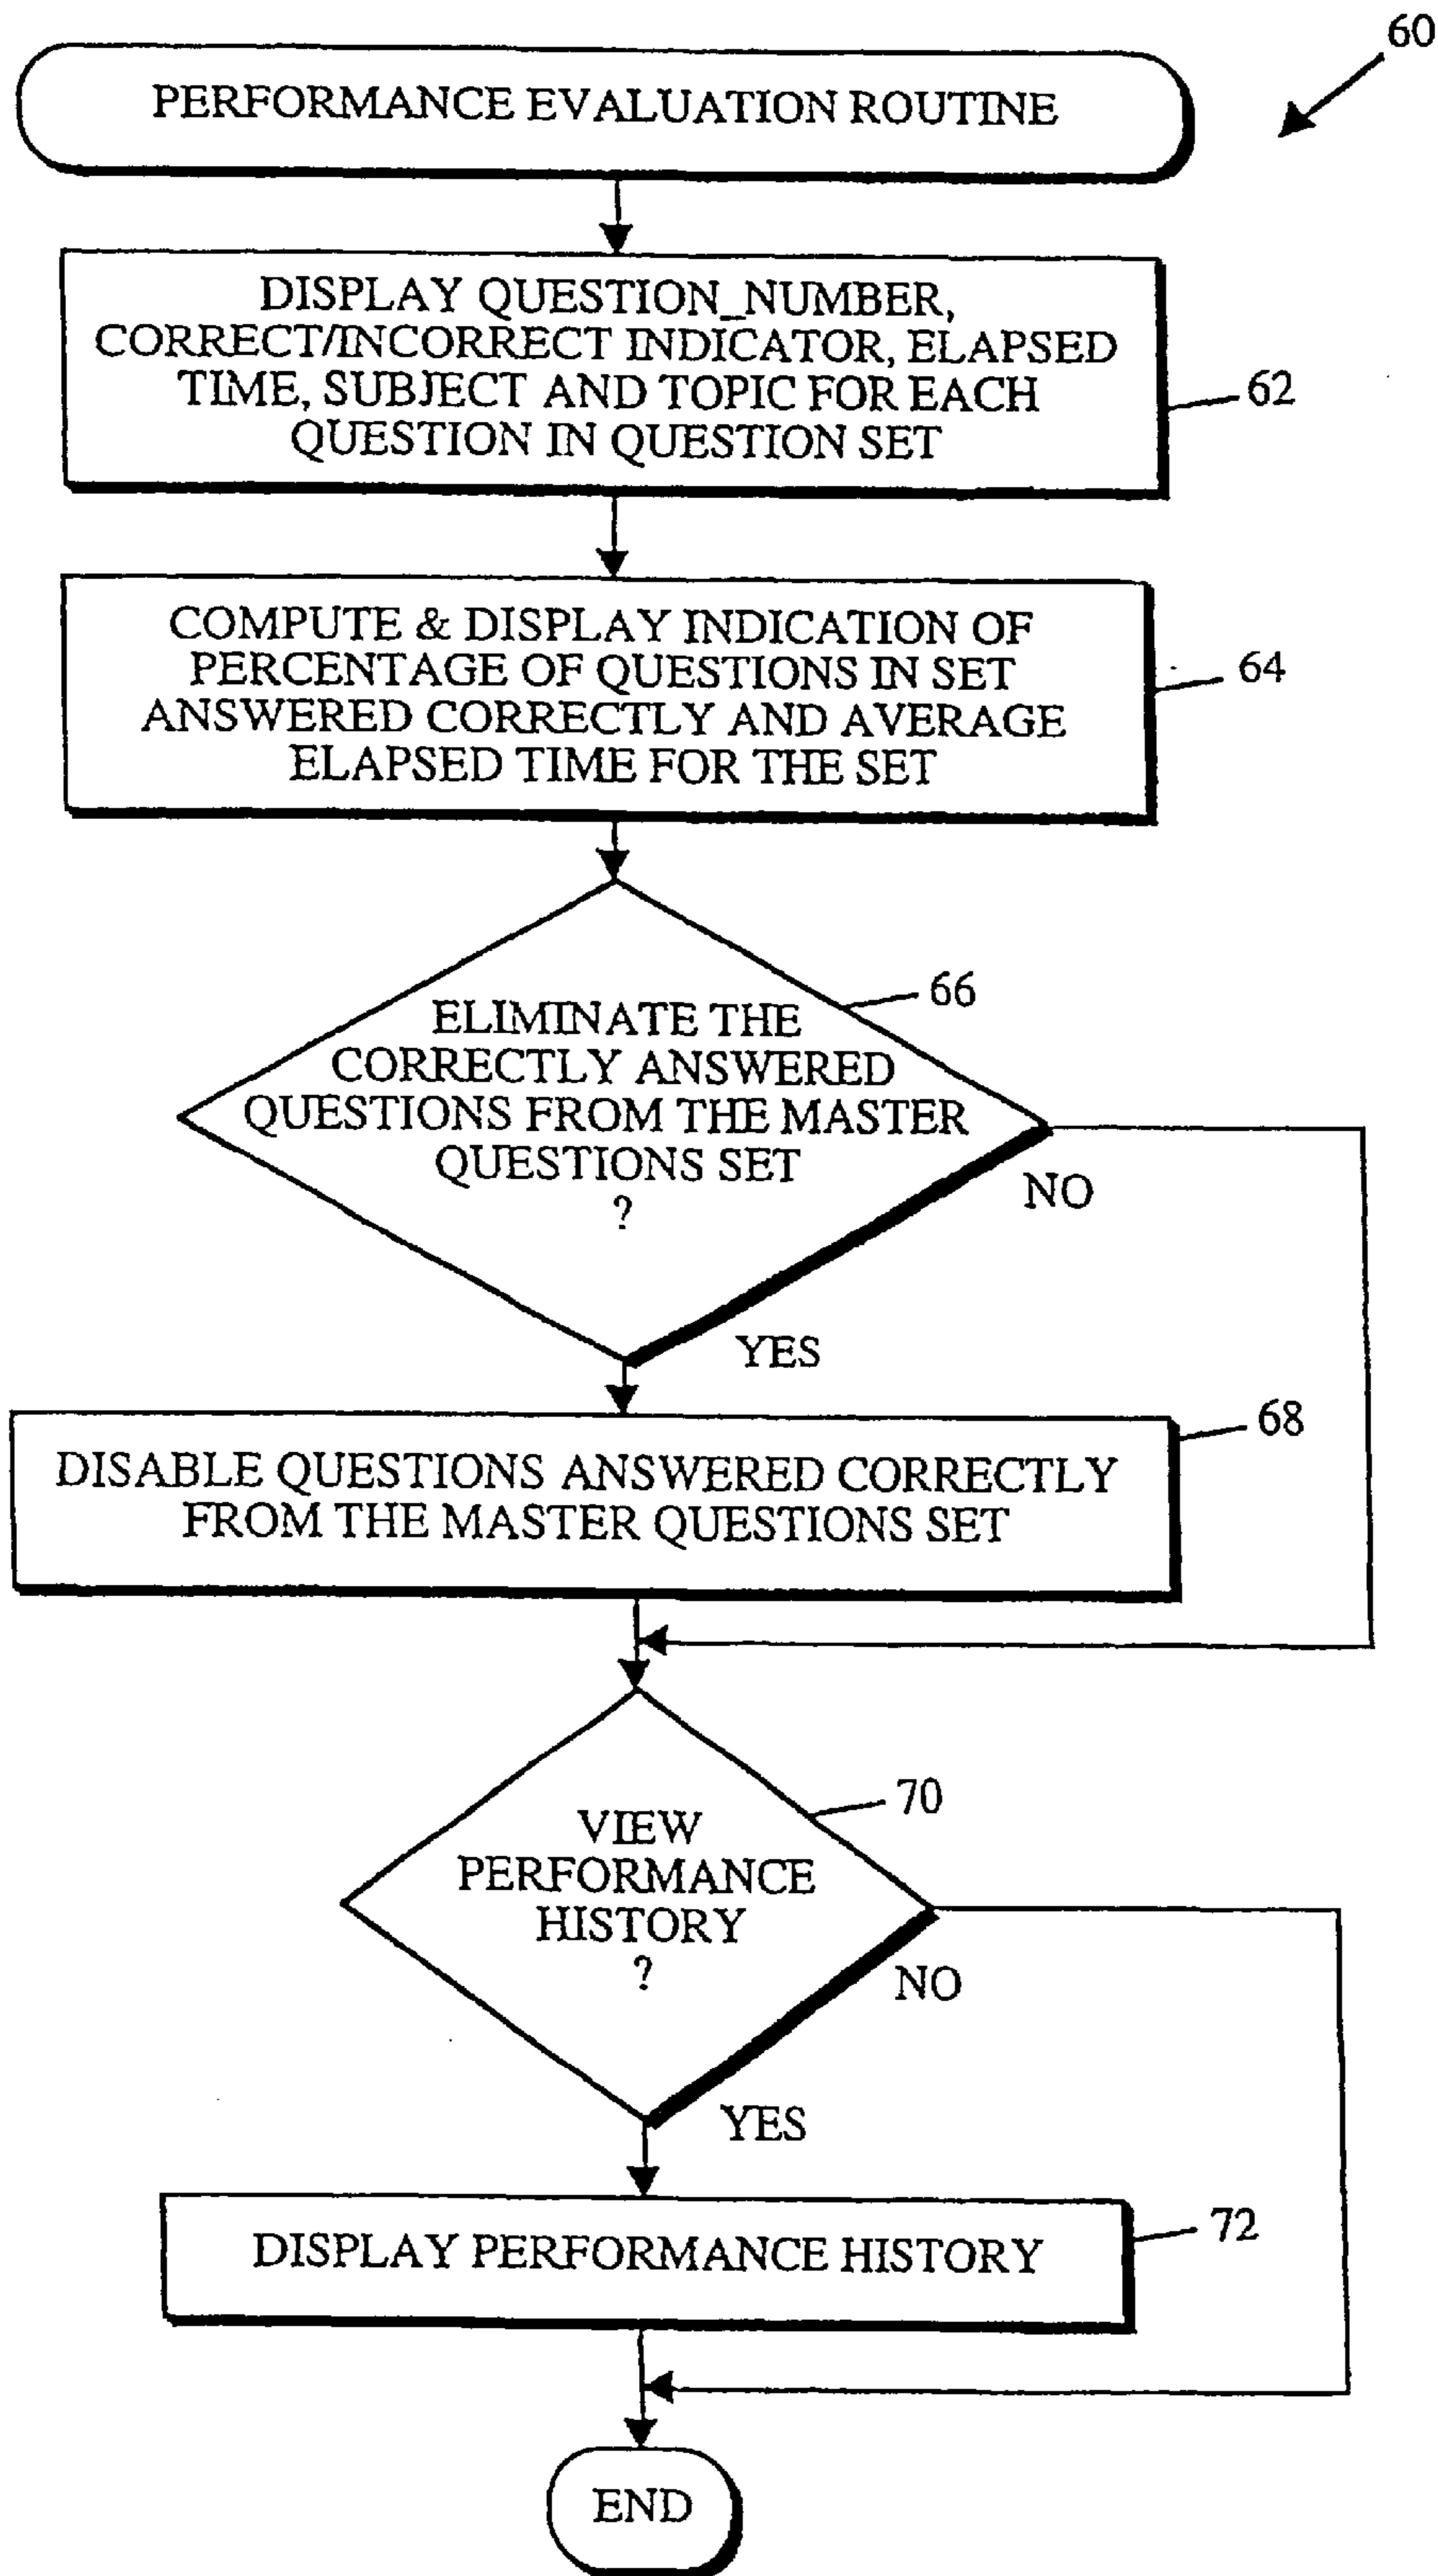 60
PERFORMANCE EVALUATION ROUTINE
DISPLAY QUESTION_NUMBER,
CORRECT/INCORRECT INDICATOR, ELAPSED
TIME, SUBJECT AND TOPIC FOR EACH
QUESTION IN QUESTION SET
62
COMPUTE & DISPLAY INDICATION OF
PERCENTAGE OF QUESTIONS IN SET
ANSWERED CORRECTLY AND AVERAGE
ELAPSED TIME FOR THE SET
64
66
ELIMINATE THE
CORRECTLY ANSWERED
QUESTIONS FROM THE MASTER
QUESTIONS SET
?
NO
YES
68
DISABLE QUESTIONS ANSWERED CORRECTLY
FROM THE MASTER QUESTIONS SET
70
VIEW
PERFORMANCE
HISTORY
?
NO
YES
72
DISPLAY PERFORMANCE HISTORY
END